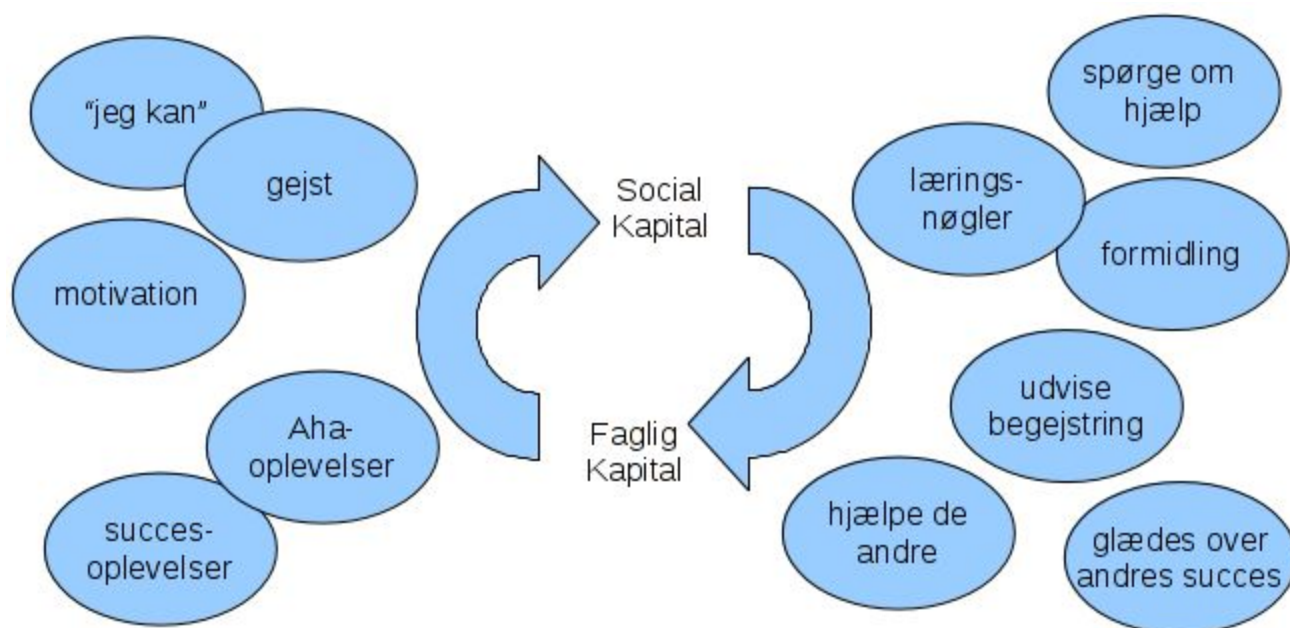 "jeg kan"
gejst
motivation
Aha-
oplevelser
succes-
oplevelser
Social
Kapital
Faglig
Kapital
spørge om
hjælp
lærings-
nøgler
formidling
udvise
begejstring
hjælpe de
andre
glædes over
andres succes